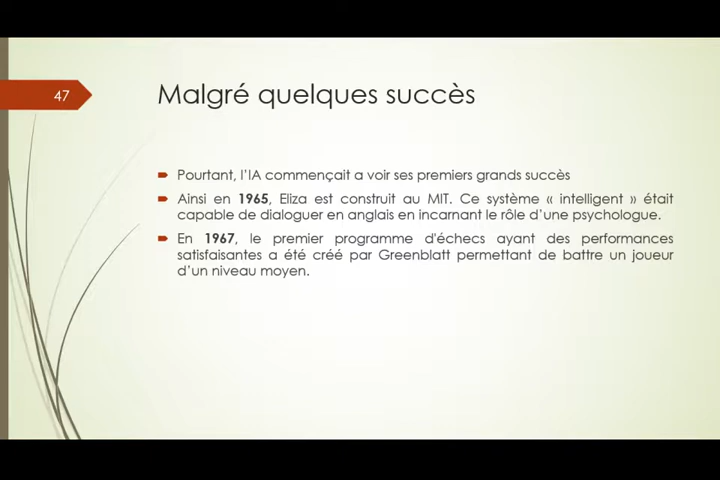 47
Malgré quelques succès
Pourtant, l'IA commençait a voir ses premiers grands succès
Ainsi en 1965, Eliza est construit au MIT. Ce système « intelligent » était
capable de dialoguer en anglais en incarnant le rôle d'une psychologue.
En 1967, le premier programme d'échecs ayant des performances
satisfaisantes a été créé par Greenblatt permettant de battre un joueur
d'un niveau moyen.